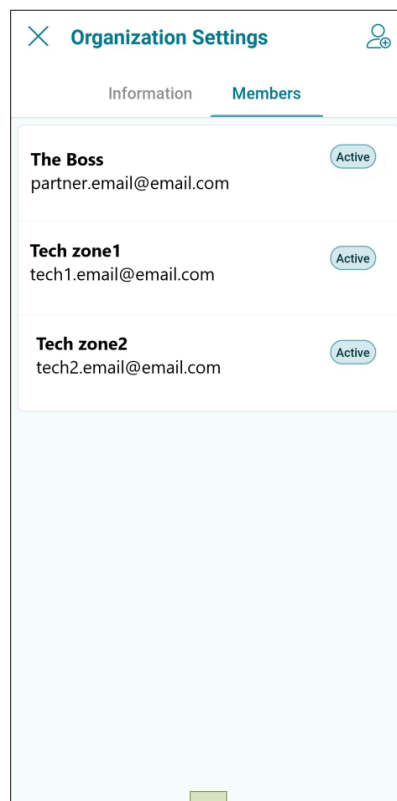 Organization Settings
Information Members
The Boss Active
partner.email@email.com
Tech zone1 Active
tech1.email@email.com
Tech zone2 Active
tech2.email@email.com